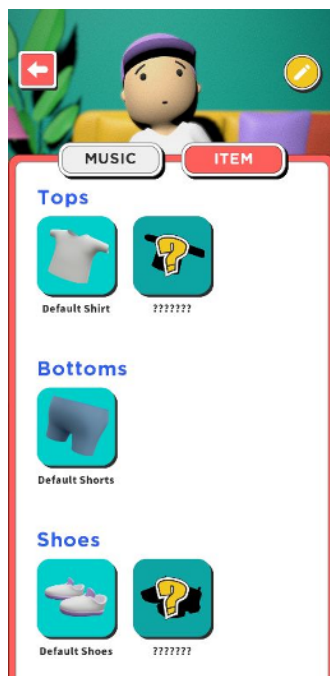 MUSIC ITEM
Tops
?
Default Shirt ???????
Bottoms
Default Shorts
Shoes
?
Default Shoes ???????